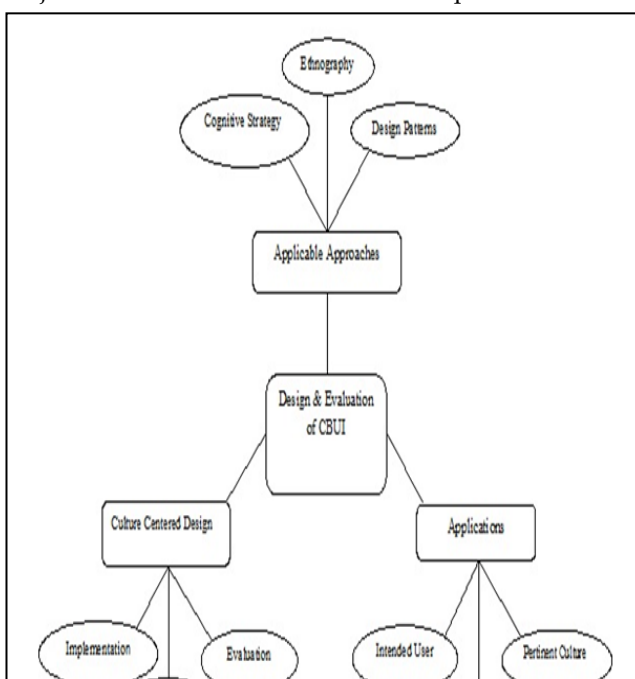 Ethnography
Cognitive Strategy
Design Patterns
Applicable Approaches
Design & Evaluation
of CBUI
Culture Centered Design
Applications
Implementation
Evaluation
Intended User
Pertinent Culture